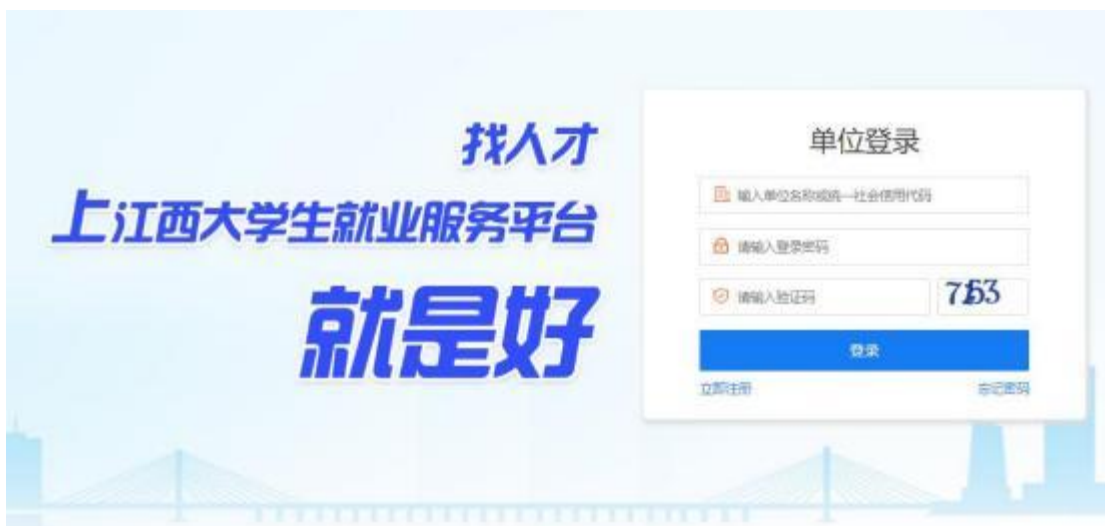 找人才
上江西大学生就业服务平台
就是好
单位登录
输入单位名称或统一社会信用代码
请输入登录密码
请输入验证码
7153
登录
立即注册
忘记密码